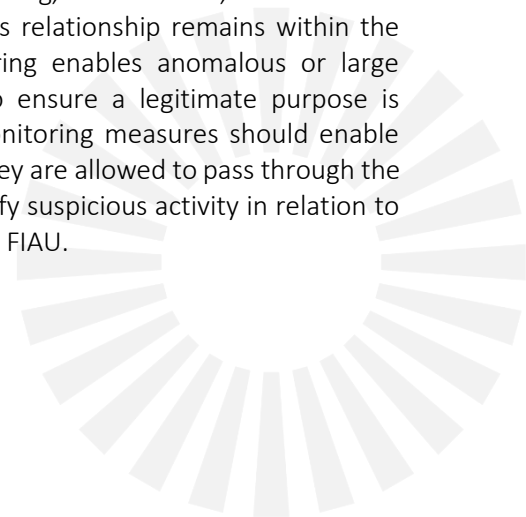 s relationship remains within the
ring enables anomalous or large
ensure a legitimate purpose is
nitoring measures should enable
ey are allowed to pass through the
fy suspicious activity in relation to
FIAU.